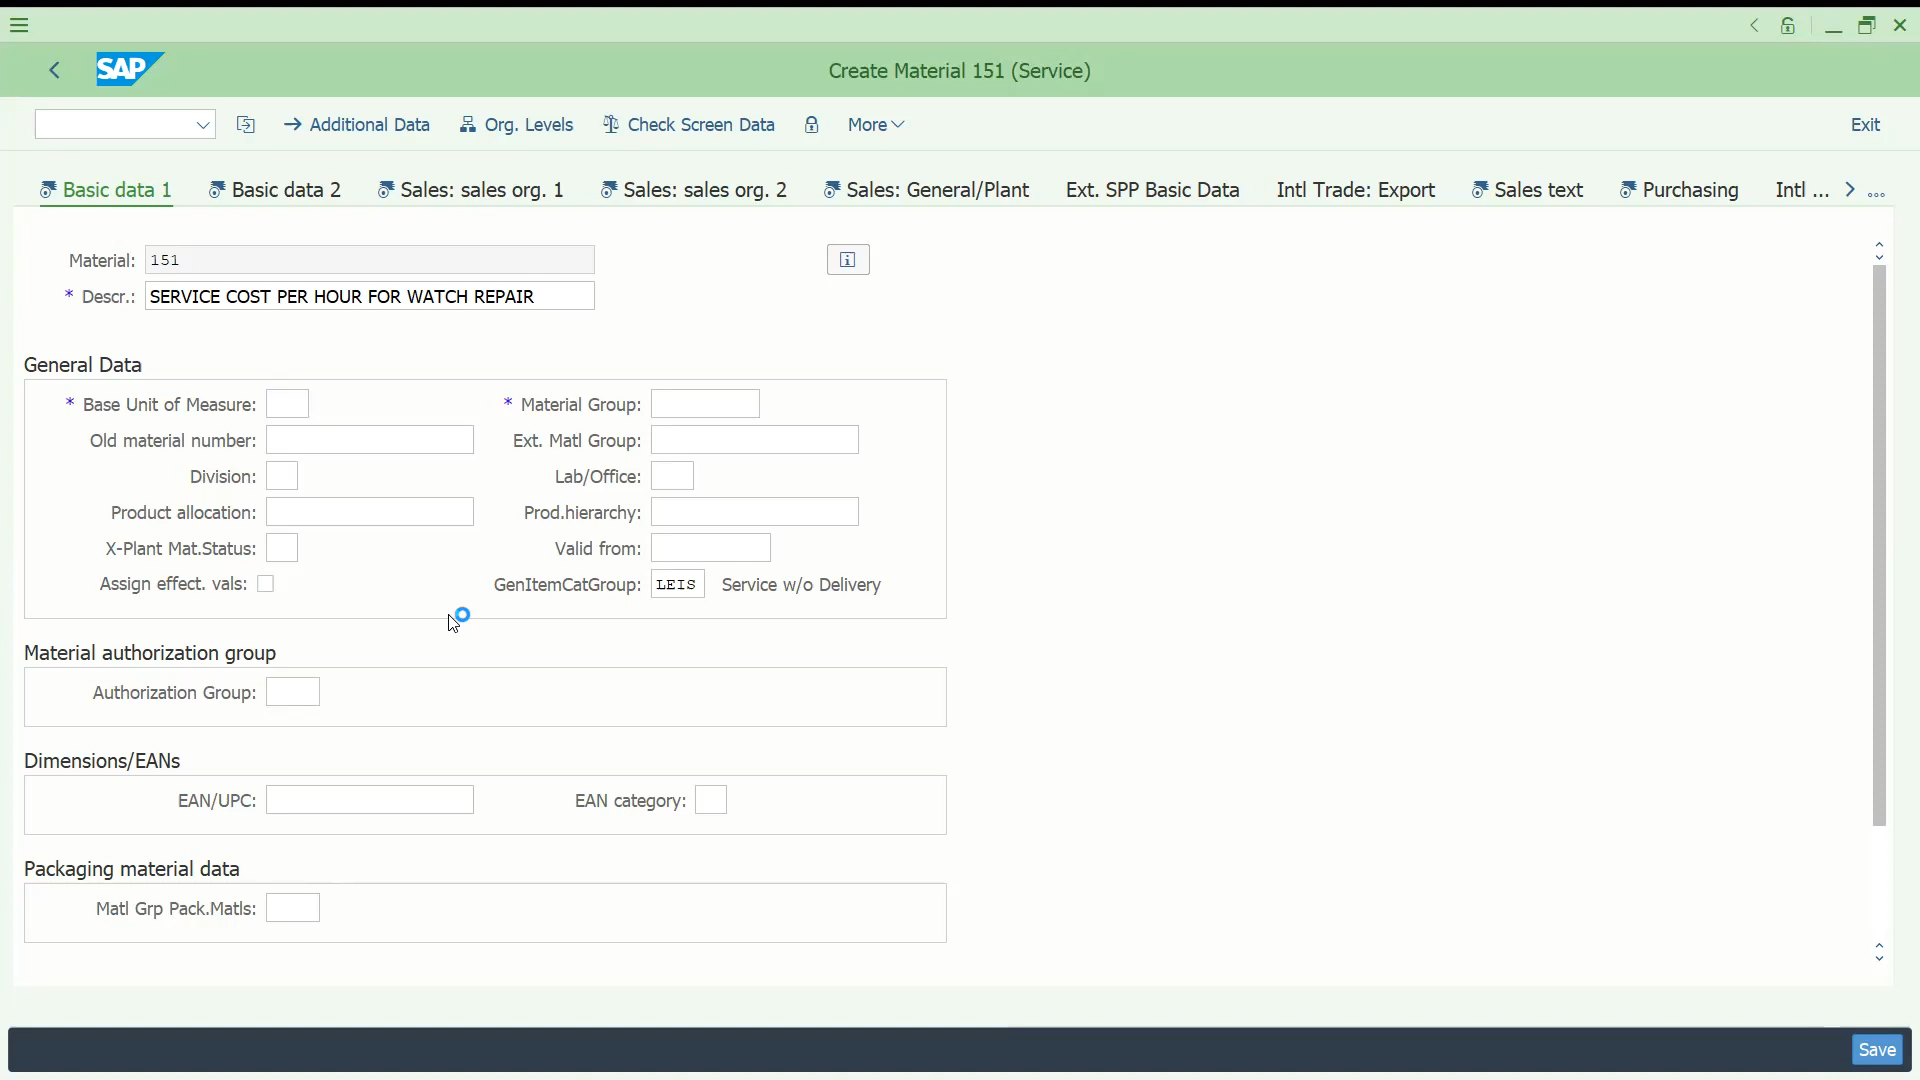 SAP
Create Material 151 (Service)
Additional Data Org. Levels Check Screen Data More Exit
Basic data 1 Basic data 2 Sales: sales org. 1 Sales: sales org. 2 Sales: General/Plant Ext. SPP Basic Data Intl Trade: Export Sales text Purchasing Intl ... ...
Material: 151
* Descr.: SERVICE COST PER HOUR FOR WATCH REPAIR
General Data
* Base Unit of Measure: * Material Group:
Old material number: Ext. Matl Group:
Division: Lab/Office:
Product allocation: Prod.hierarchy:
X-Plant Mat.Status: Valid from:
Assign effect. vals: GenItemCatGroup: LEIS Service w/o Delivery
Material authorization group
Authorization Group:
Dimensions/EANs
EAN/UPC: EAN category:
Packaging material data
Matl Grp Pack.Matls:
Save